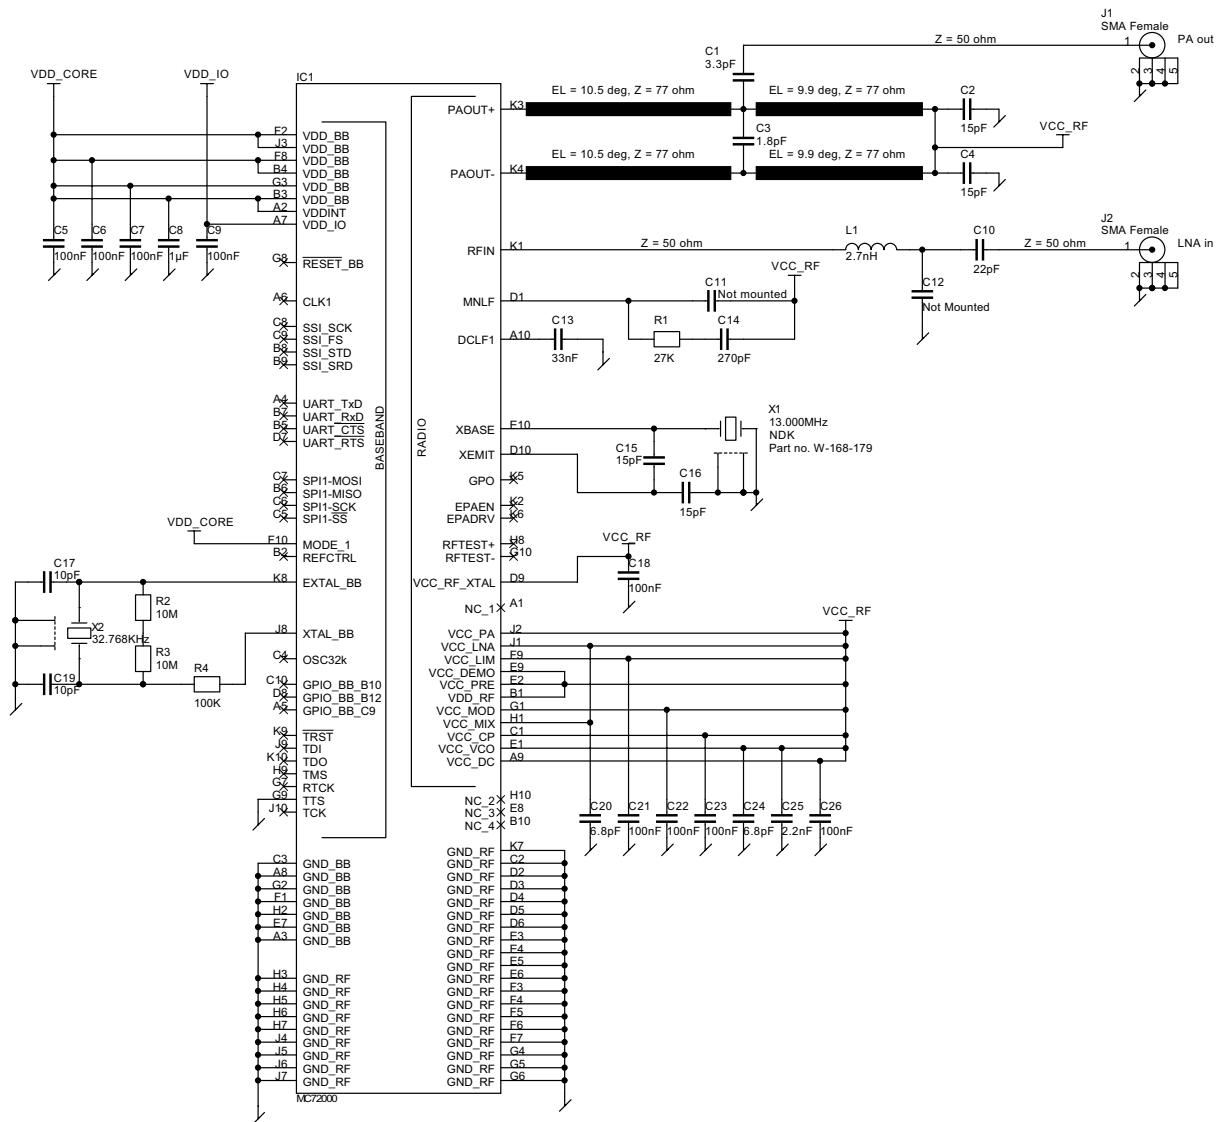 J1
SMA Female
PA out
1
2 3 4 5
Z = 50 ohm
C1
3.3pF
VDD_CORE
VDD_IO
IC1
EL = 10.5 deg, Z = 77 ohm
EL = 9.9 deg, Z = 77 ohm
C2
15pF
PAOUT+ K3
C3
1.8pF
VCC_RF
EL = 10.5 deg, Z = 77 ohm
EL = 9.9 deg, Z = 77 ohm
C4
15pF
PAOUT- K4
F2 VDD_BB
J3 VDD_BB
F8 VDD_BB
B4 VDD_BB
G3 VDD_BB
B3 VDD_BB
A2 VDDINT
A7 VDD_IO
C5
100nF
C6
100nF
C7
100nF
C8
1µF
C9
100nF
RFIN K1
Z = 50 ohm
L1
2.7nH
C10
22pF
Z = 50 ohm
J2
SMA Female
LNA in
1
2 3 4 5
C12
Not Mounted
G8 RESET_BB
A6 CLK1
C8 SSI_SCK
C9 SSI_FS
B8 SSI_STD
B9 SSI_SRD
MNLF D1
C11
Not mounted
VCC_RF
R1
27K
C14
270pF
DCLF1 A10
C13
33nF
A4 UART_TxD
B7 UART_RxD
B5 UART_CTS
D7 UART_RTS
BASEBAND
RADIO
XBASE F10
XEMIT D10
C15
15pF
C16
15pF
X1
13.000MHz
NDK
Part no. W-168-179
GPO K5
EPAEN K2
EPADRV K6
RFTEST+ H8
RFTEST- G10
C7 SPI1-MOSI
B6 SPI1-MISO
C6 SPI1-SCK
C5 SPI1-SS
VDD_CORE
F10 MODE_1
B2 REFCTRL
K8 EXTAL_BB
C17
10pF
R2
10M
X2
32.768KHz
R3
10M
C19
10pF
R4
100K
J8 XTAL_BB
C4 OSC32k
C10 GPIO_BB_B10
D8 GPIO_BB_B12
A5 GPIO_BB_C9
K9 TRST
J9 TDI
K10 TDO
H9 TMS
G7 RTCK
G9 TTS
J10 TCK
VCC_RF_XTAL D9
VCC_RF
C18
100nF
NC_1 A1
VCC_RF
VCC_PA J2
VCC_LNA J1
VCC_LIM F9
VCC_DEMO E9
VCC_PRE E2
VDD_RF B1
VCC_MOD G1
VCC_MIX H1
VCC_CP C1
VCC_VCO E1
VCC_DC A9
NC_2 H10
NC_3 E8
NC_4 B10
C20
6.8pF
C21
100nF
C22
100nF
C23
100nF
C24
6.8pF
C25
2.2nF
C26
100nF
C3 GND_BB
A8 GND_BB
G2 GND_BB
F1 GND_BB
H2 GND_BB
E7 GND_BB
A3 GND_BB
H3 GND_RF
H4 GND_RF
H5 GND_RF
H6 GND_RF
H7 GND_RF
J4 GND_RF
J5 GND_RF
J6 GND_RF
J7 GND_RF
GND_RF K7
GND_RF C2
GND_RF D2
GND_RF D3
GND_RF D4
GND_RF D5
GND_RF D6
GND_RF E3
GND_RF E4
GND_RF E5
GND_RF E6
GND_RF F3
GND_RF F4
GND_RF F5
GND_RF F6
GND_RF F7
GND_RF G4
GND_RF G5
GND_RF G6
MC72000